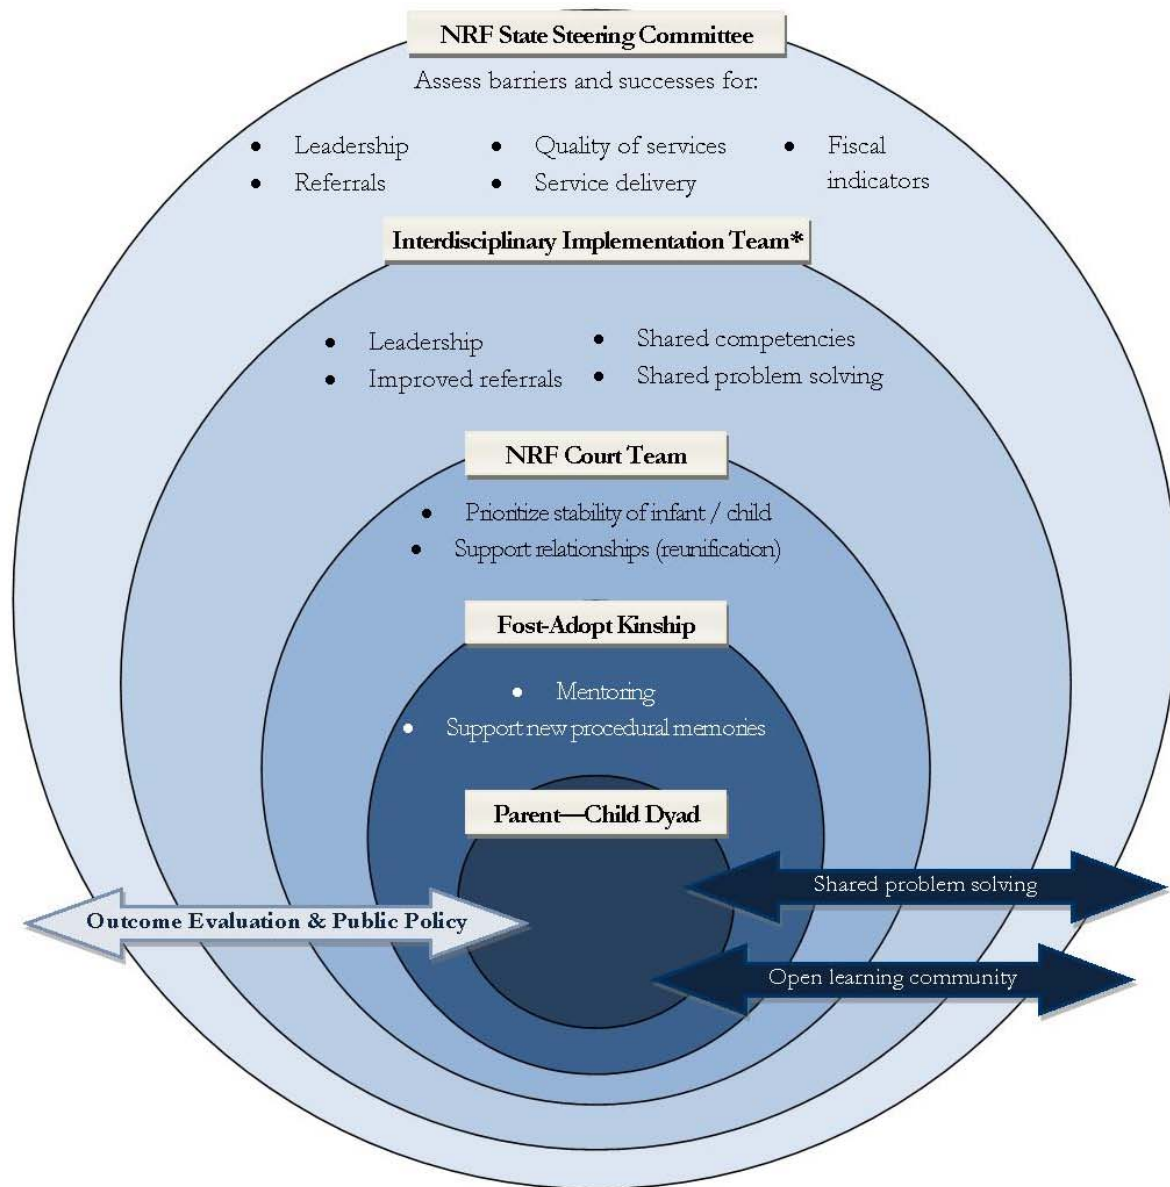 NRF State Steering Committee
Assess barriers and successes for:
• Leadership • Quality of services • Fiscal
• Referrals • Service delivery indicators
Interdisciplinary Implementation Team*
• Leadership • Shared competencies
• Improved referrals • Shared problem solving
NRF Court Team
• Prioritize stability of infant / child
• Support relationships (reunification)
Fost-Adopt Kinship
• Mentoring
• Support new procedural memories
Parent—Child Dyad
Shared problem solving
Outcome Evaluation & Public Policy
Open learning community